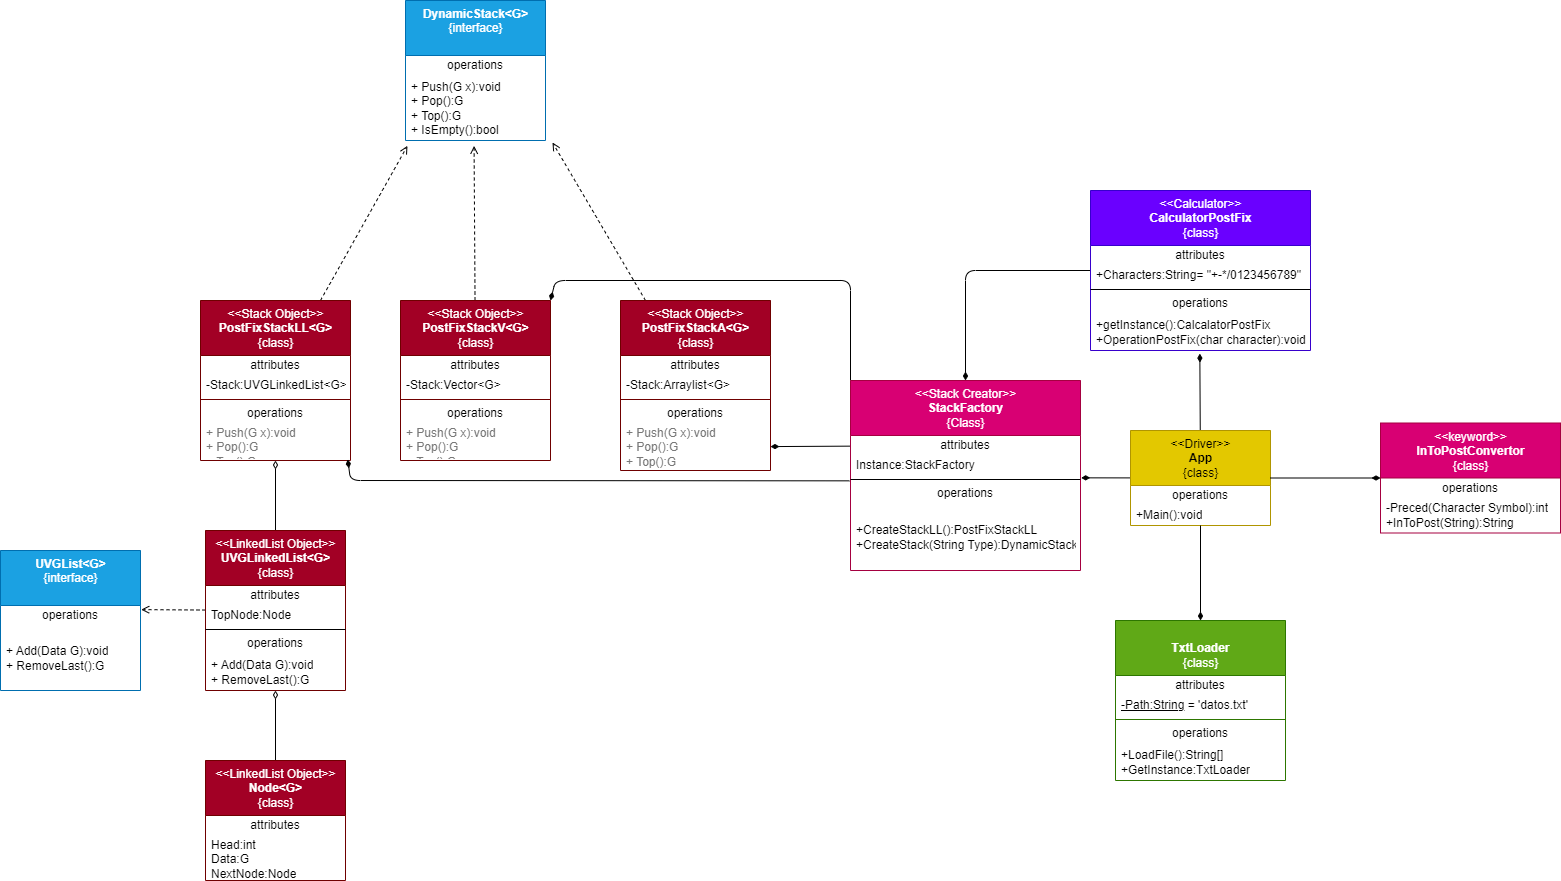 DynamicStack<G>
{interface}
operations
+ Push(G x):void
+ Pop():G
+ Top():G
+ IsEmpty():bool
<<Calculator>>
CalculatorPostFix
{class}
attributes
+Characters:String= "+-*/0123456789"
operations
+getInstance():CalcalatorPostFix
+OperationPostFix(char character):void
<<Stack Object>>
PostFixStackLL<G>
{class}
attributes
-Stack:UVGLinkedList<G>
operations
+ Push(G x):void
+ Pop():G
+ Top():G
<<Stack Object>>
PostFixStackV<G>
{class}
attributes
-Stack:Vector<G>
operations
+ Push(G x):void
+ Pop():G
+ Top():G
<<Stack Object>>
PostFixStackA<G>
{class}
attributes
-Stack:Arraylist<G>
operations
+ Push(G x):void
+ Pop():G
+ Top():G
<<Stack Creator>>
StackFactory
{Class}
attributes
Instance:StackFactory
operations
+CreateStackLL():PostFixStackLL
+CreateStack(String Type):DynamicStack
<<Driver>>
App
{class}
operations
+Main():void
<<keyword>>
InToPostConvertor
{class}
operations
-Preced(Character Symbol):int
+InToPost(String):String
UVGList<G>
{interface}
operations
+ Add(Data G):void
+ RemoveLast():G
<<LinkedList Object>>
UVGLinkedList<G>
{class}
attributes
TopNode:Node
operations
+ Add(Data G):void
+ RemoveLast():G
TxtLoader
{class}
attributes
-Path:String = 'datos.txt'
operations
+LoadFile():String[]
+GetInstance:TxtLoader
<<LinkedList Object>>
Node<G>
{class}
attributes
Head:int
Data:G
NextNode:Node